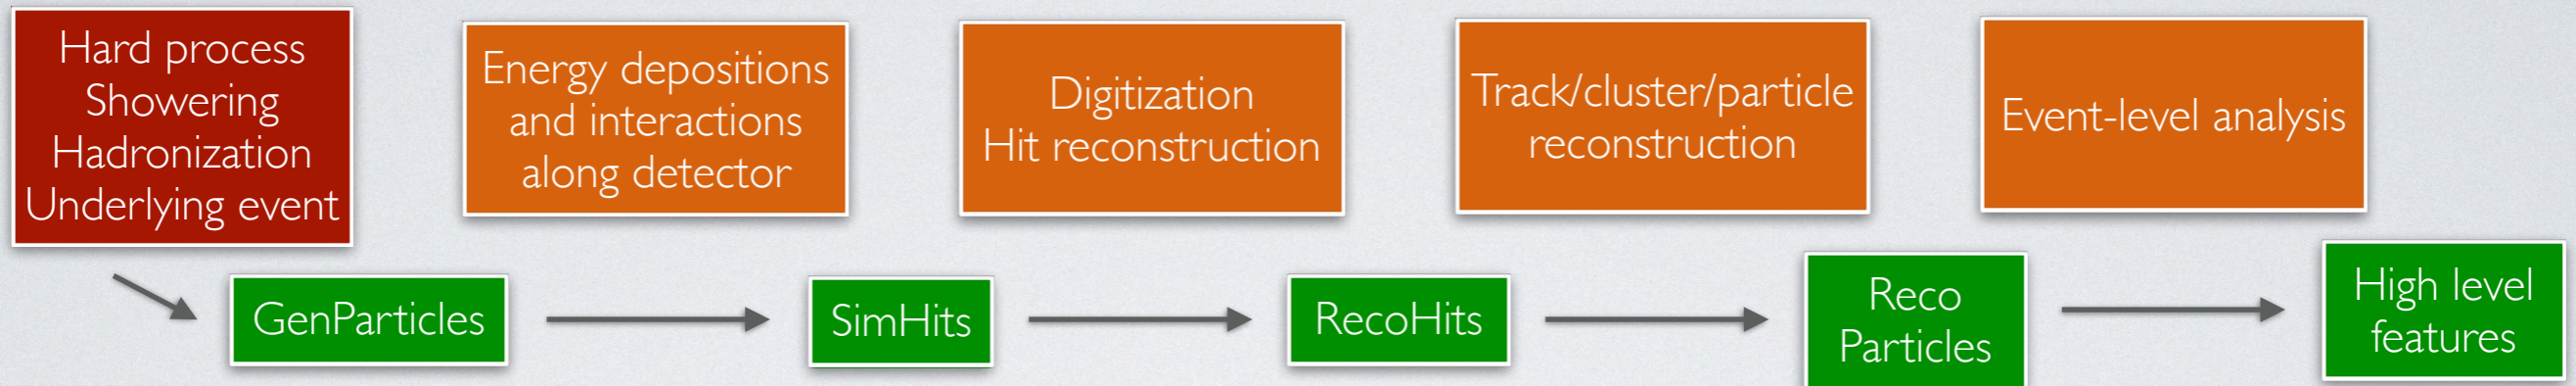 Hard process
Showering
Hadronization
Underlying event
Energy depositions
and interactions
along detector
Digitization
Hit reconstruction
Track/cluster/particle
reconstruction
Event-level analysis
GenParticles
SimHits
RecoHits
Reco
Particles
High level
features